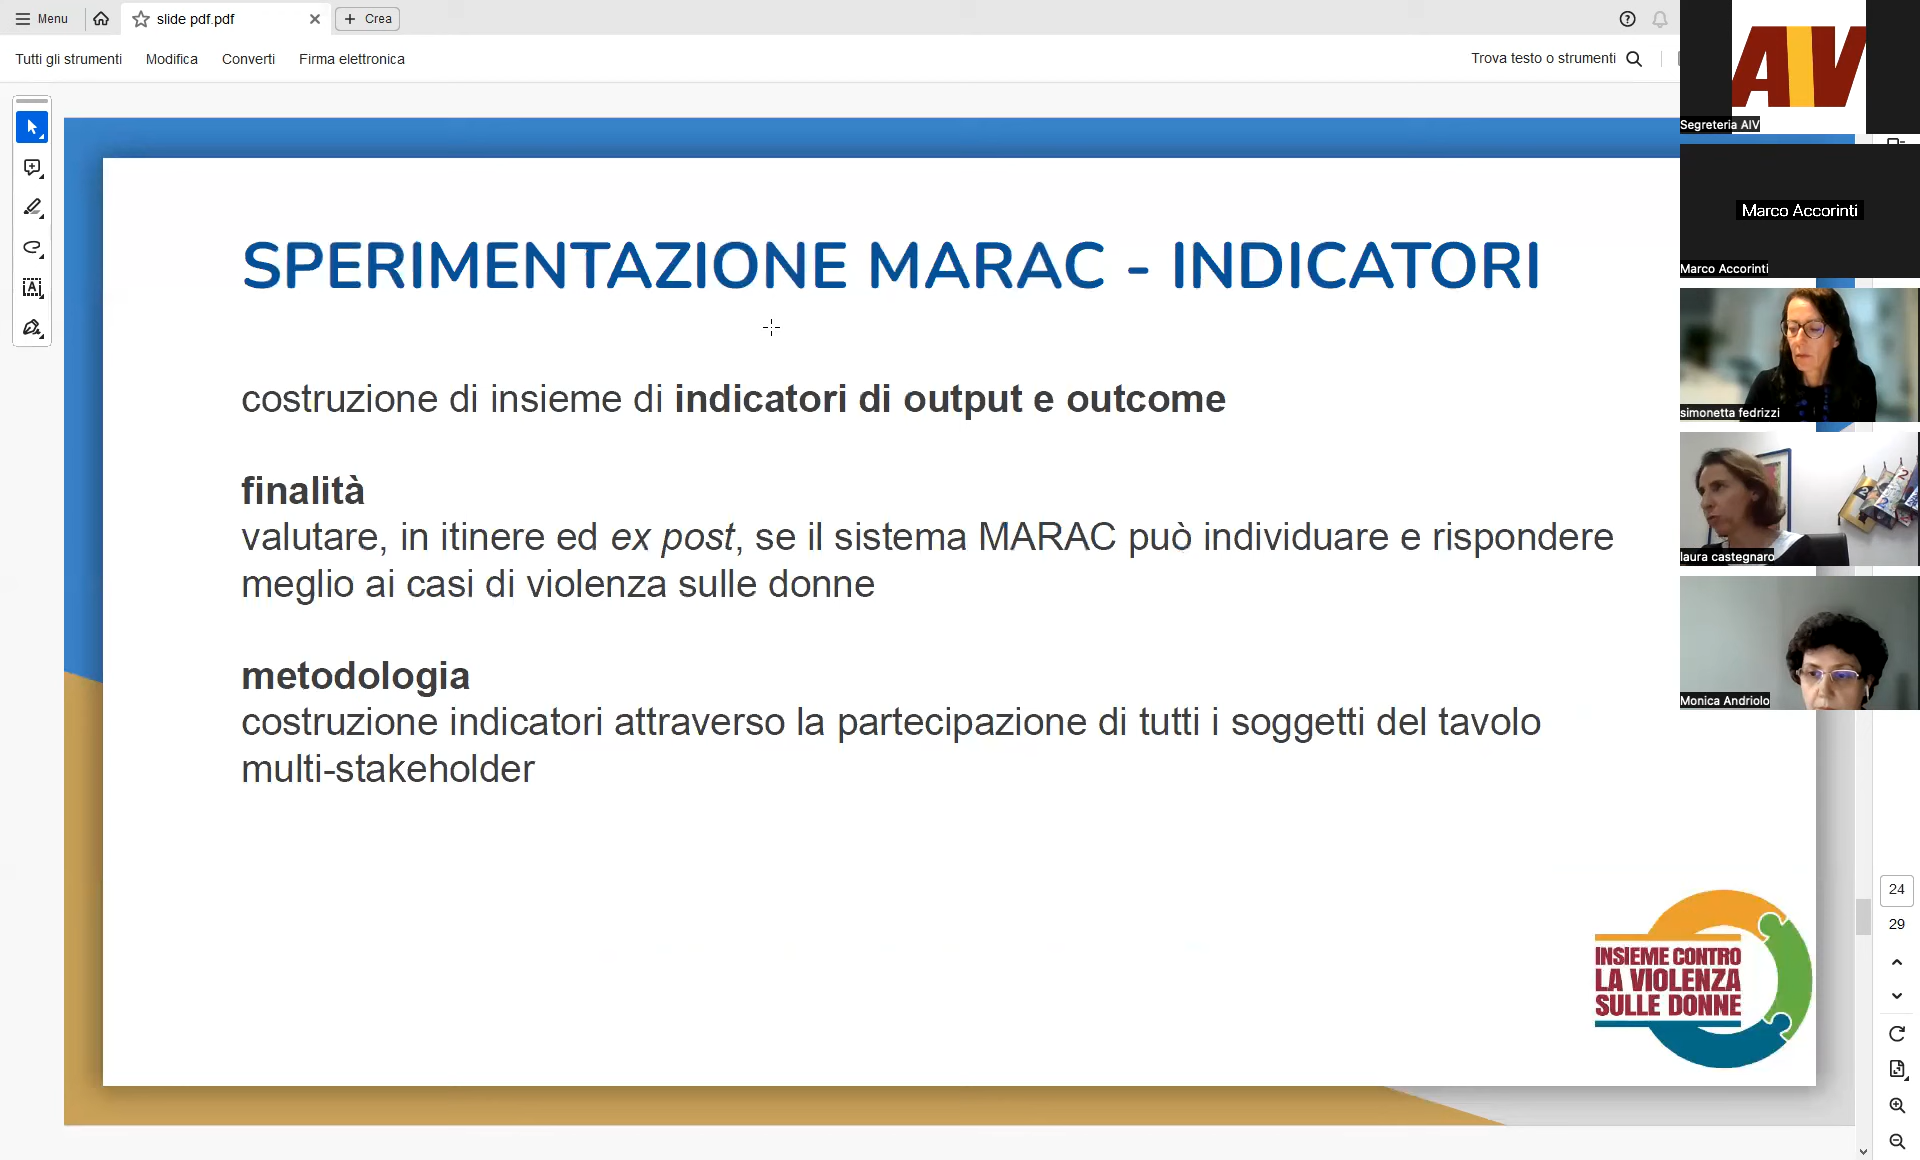 Menu
slide pdf.pdf
Crea
Tutti gli strumenti
Modifica
Converti
Firma elettronica
Trova testo o strumenti
SPERIMENTAZIONE MARAC - INDICATORI
costruzione di insieme di indicatori di output e outcome
finalità
valutare, in itinere ed ex post, se il sistema MARAC può individuare e rispondere
meglio ai casi di violenza sulle donne
metodologia
costruzione indicatori attraverso la partecipazione di tutti i soggetti del tavolo
multi-stakeholder
INSIEME CONTRO
LA VIOLENZA
SULLE DONNE
AIV
Segreteria AIV
Marco Accorinti
Marco Accorinti
simonetta fedrizzi
laura castegnaro
Monica Andriolo
24
29